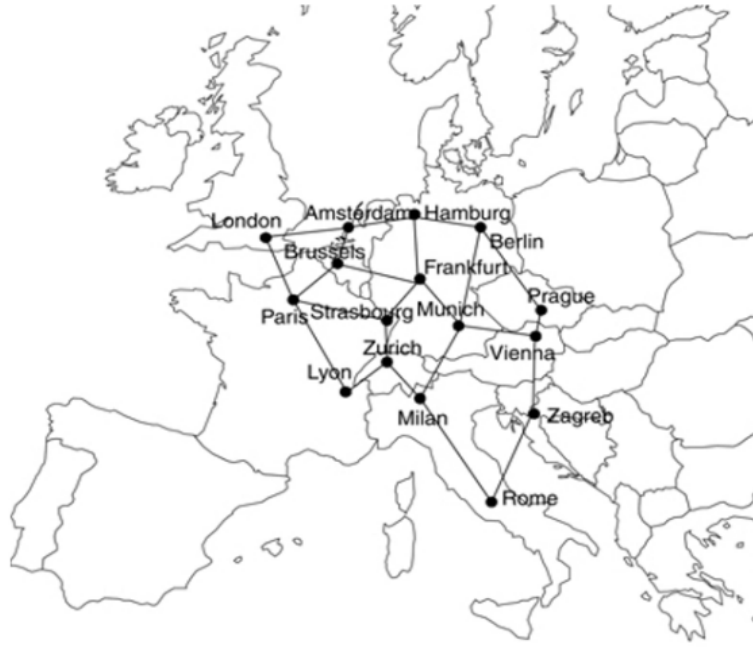 London
Amsterdam
Hamburg
Berlin
Brussels
Frankfurt
Prague
Paris
Strasbourg
Munich
Zurich
Vienna
Lyon
Milan
Zagreb
Rome